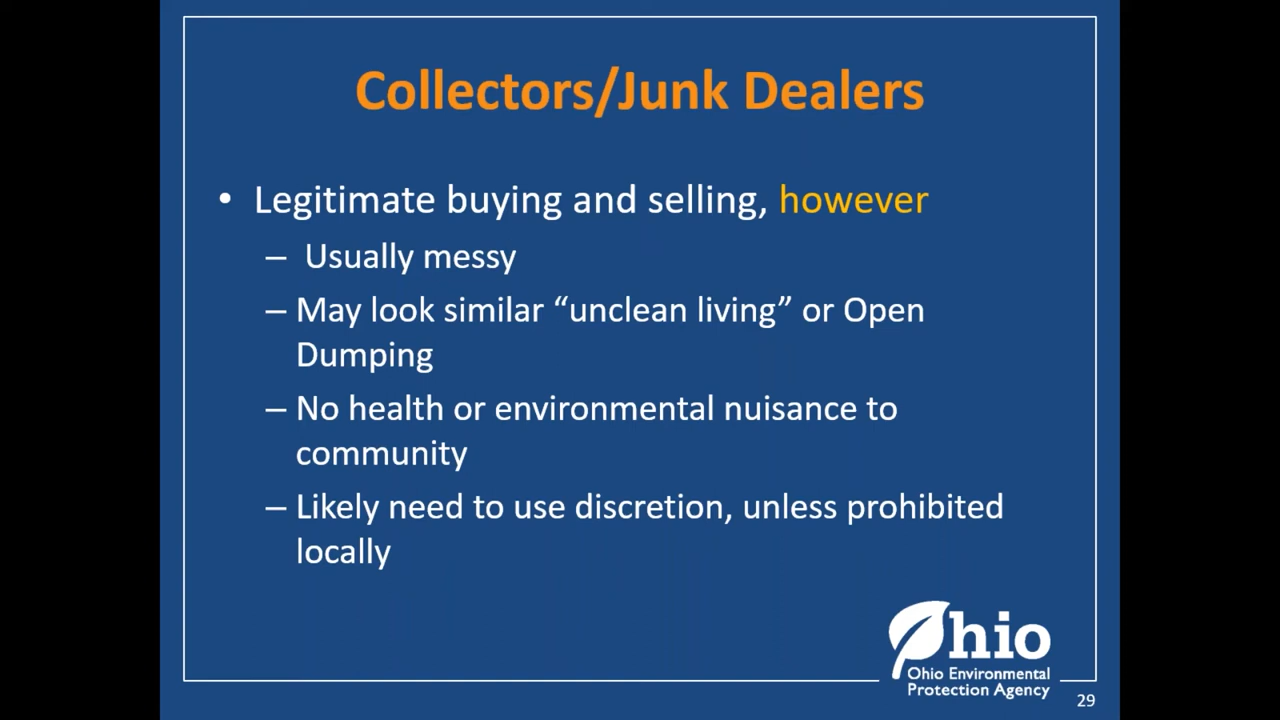 Collectors/Junk Dealers
• Legitimate buying and selling, however
– Usually messy
– May look similar “unclean living” or Open
Dumping
– No health or environmental nuisance to
community
– Likely need to use discretion, unless prohibited
locally
Ohio
Ohio Environmental
Protection Agency
29